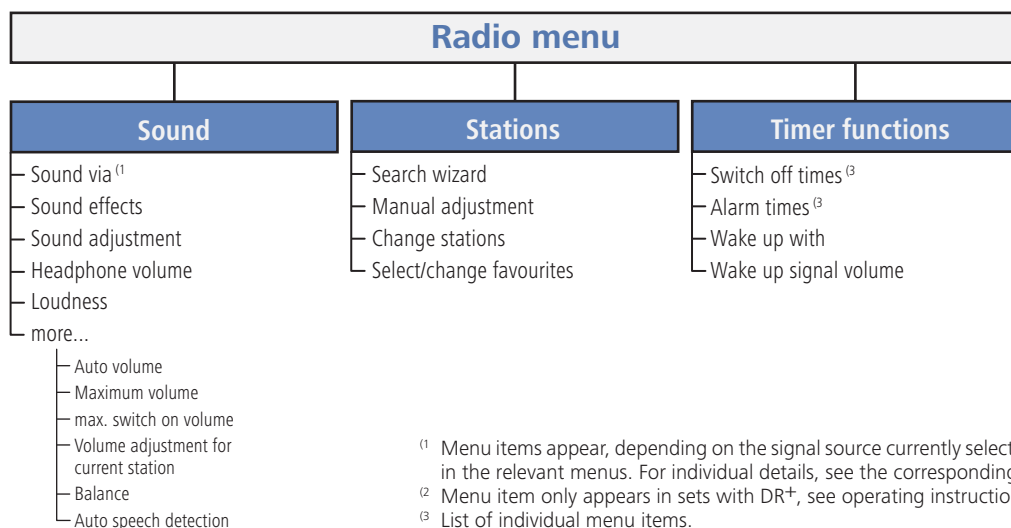 Radio menu
Sound
Sound via (1
Sound effects
Sound adjustment
Headphone volume
Loudness
more...
Auto volume
Maximum volume
max. switch on volume
Volume adjustment for
current station
Balance
Auto speech detection
Stations
Search wizard
Manual adjustment
Change stations
Select/change favourites
Timer functions
Switch off times (3
Alarm times (3
Wake up with
Wake up signal volume
(1 Menu items appear, depending on the signal source currently select
in the relevant menus. For individual details, see the corresponding
(2 Menu item only appears in sets with DR+, see operating instructio
(3 List of individual menu items.